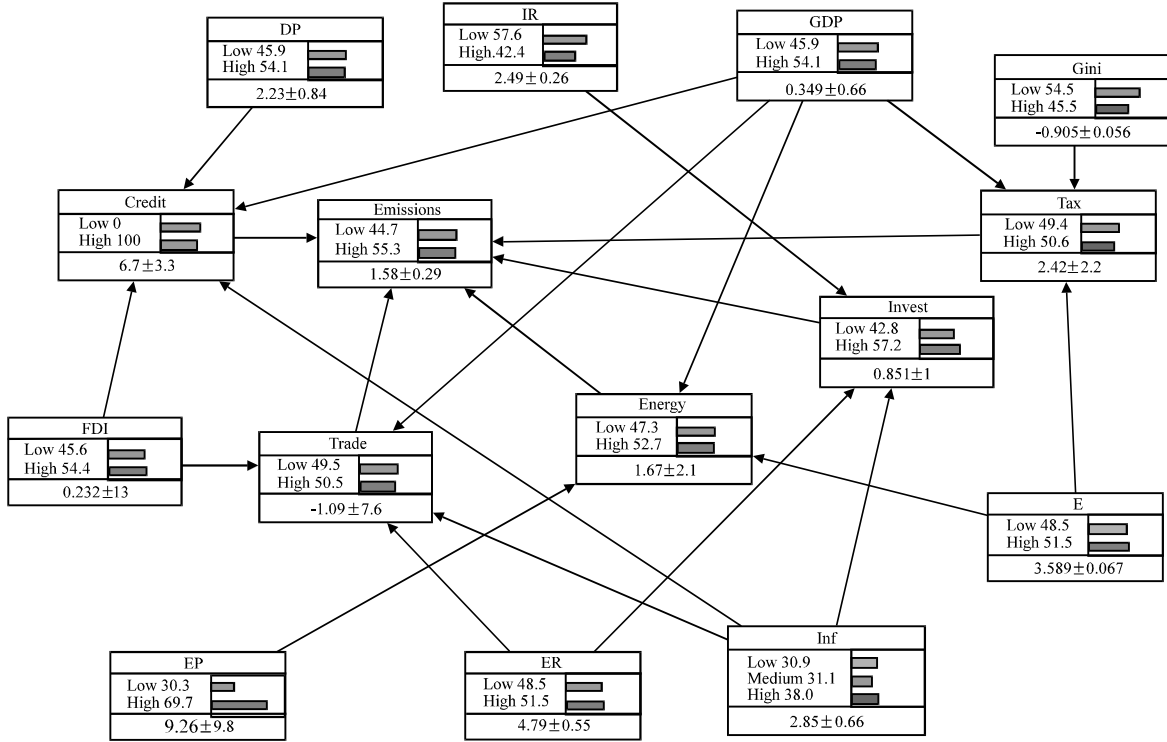 DP
Low 45.9
High 54.1
2.23±0.84
IR
Low 57.6
High.42.4
2.49±0.26
GDP
Low 45.9
High 54.1
0.349±0.66
Gini
Low 54.5
High 45.5
-0.905±0.056
Credit
Low 0
High 100
6.7±3.3
Emissions
Low 44.7
High 55.3
1.58±0.29
Tax
Low 49.4
High 50.6
2.42±2.2
Invest
Low 42.8
High 57.2
0.851±1
Energy
Low 47.3
High 52.7
1.67±2.1
FDI
Low 45.6
High 54.4
0.232±13
Trade
Low 49.5
High 50.5
-1.09±7.6
E
Low 48.5
High 51.5
3.589±0.067
EP
Low 30.3
High 69.7
9.26±9.8
ER
Low 48.5
High 51.5
4.79±0.55
Inf
Low 30.9
Medium 31.1
High 38.0
2.85±0.66